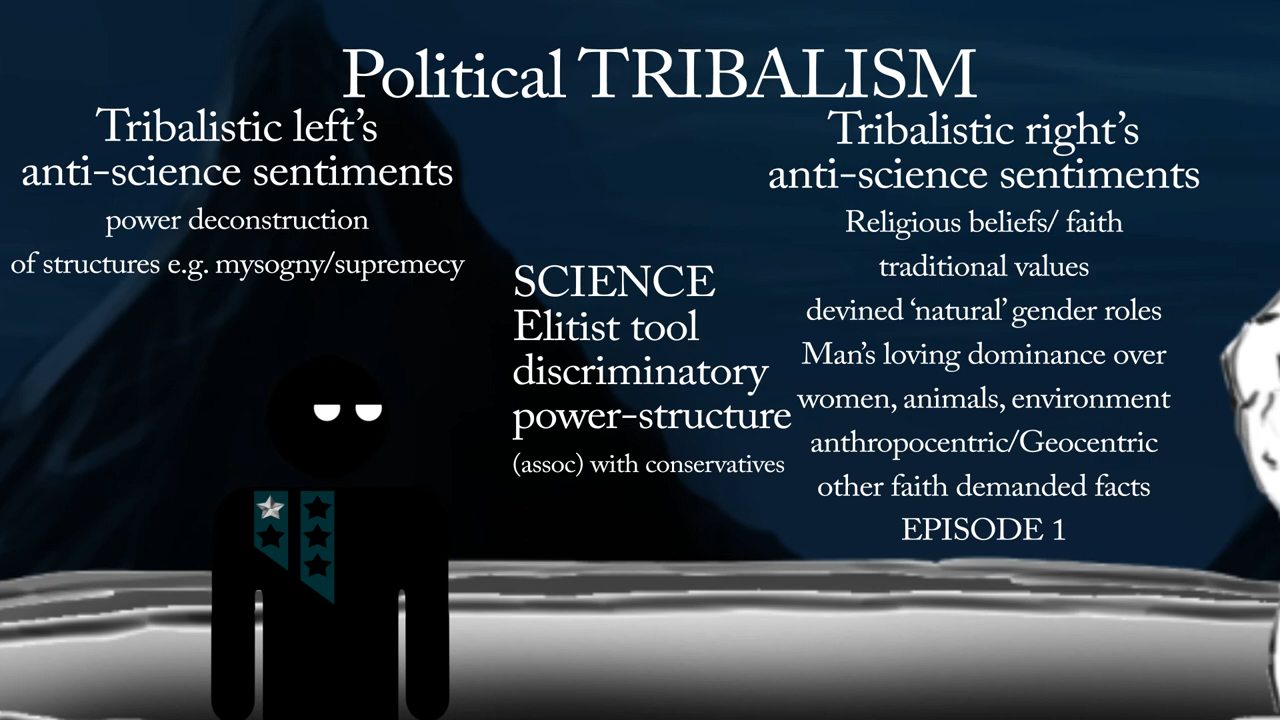 Political TRIBALISM
Tribalistic left's
anti-science sentiments
power deconstruction
of structures e.g. mysogny/supremecy
SCIENCE
Elitist tool
discriminatory
power-structure
(assoc) with conservatives
Tribalistic right's
anti-science sentiments
Religious beliefs/ faith
traditional values
devined ‘natural’ gender roles
Man's loving dominance over
women, animals, environment
anthropocentric/Geocentric
other faith demanded facts
EPISODE 1